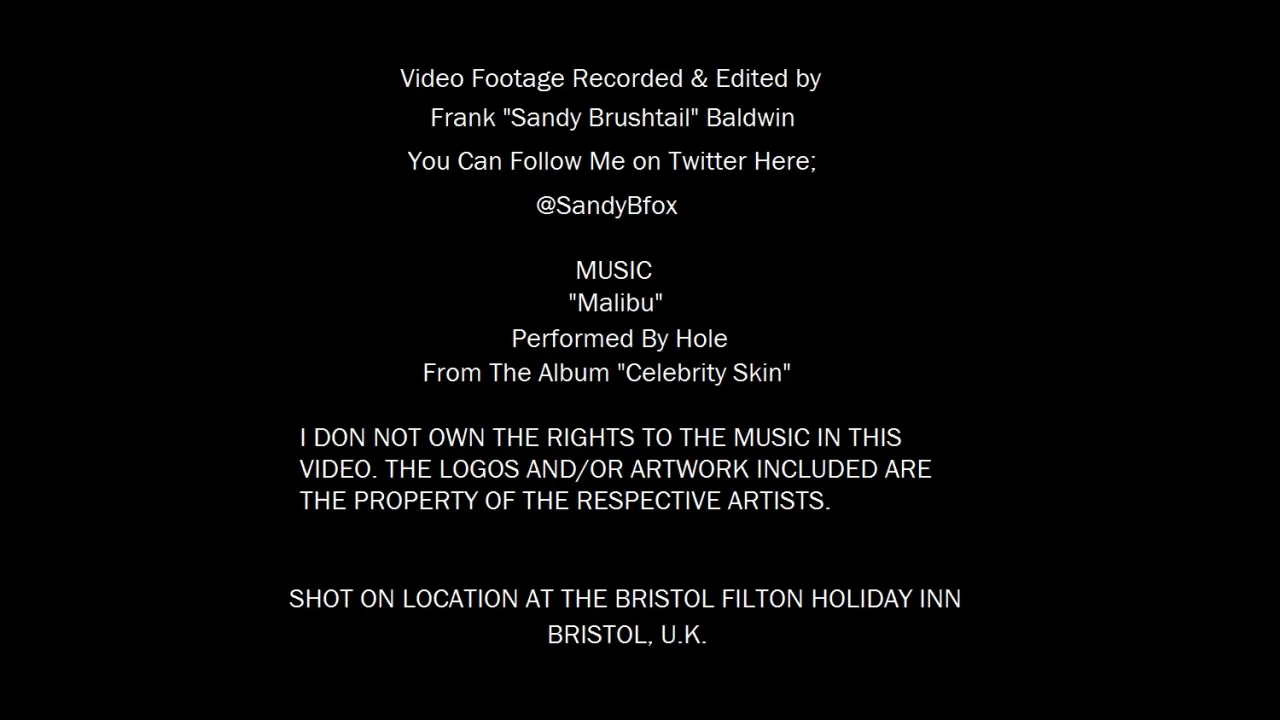 Video Footage Recorded & Edited by
Frank "Sandy Brushtail" Baldwin
You Can Follow Me on Twitter Here;
@SandyBfox
MUSIC
"Malibu"
Performed By Hole
From The Album "Celebrity Skin"
I DON NOT OWN THE RIGHTS TO THE MUSIC IN THIS
VIDEO. THE LOGOS AND/OR ARTWORK INCLUDED ARE
THE PROPERTY OF THE RESPECTIVE ARTISTS.
SHOT ON LOCATION AT THE BRISTOL FILTON HOLIDAY INN
BRISTOL, U.K.